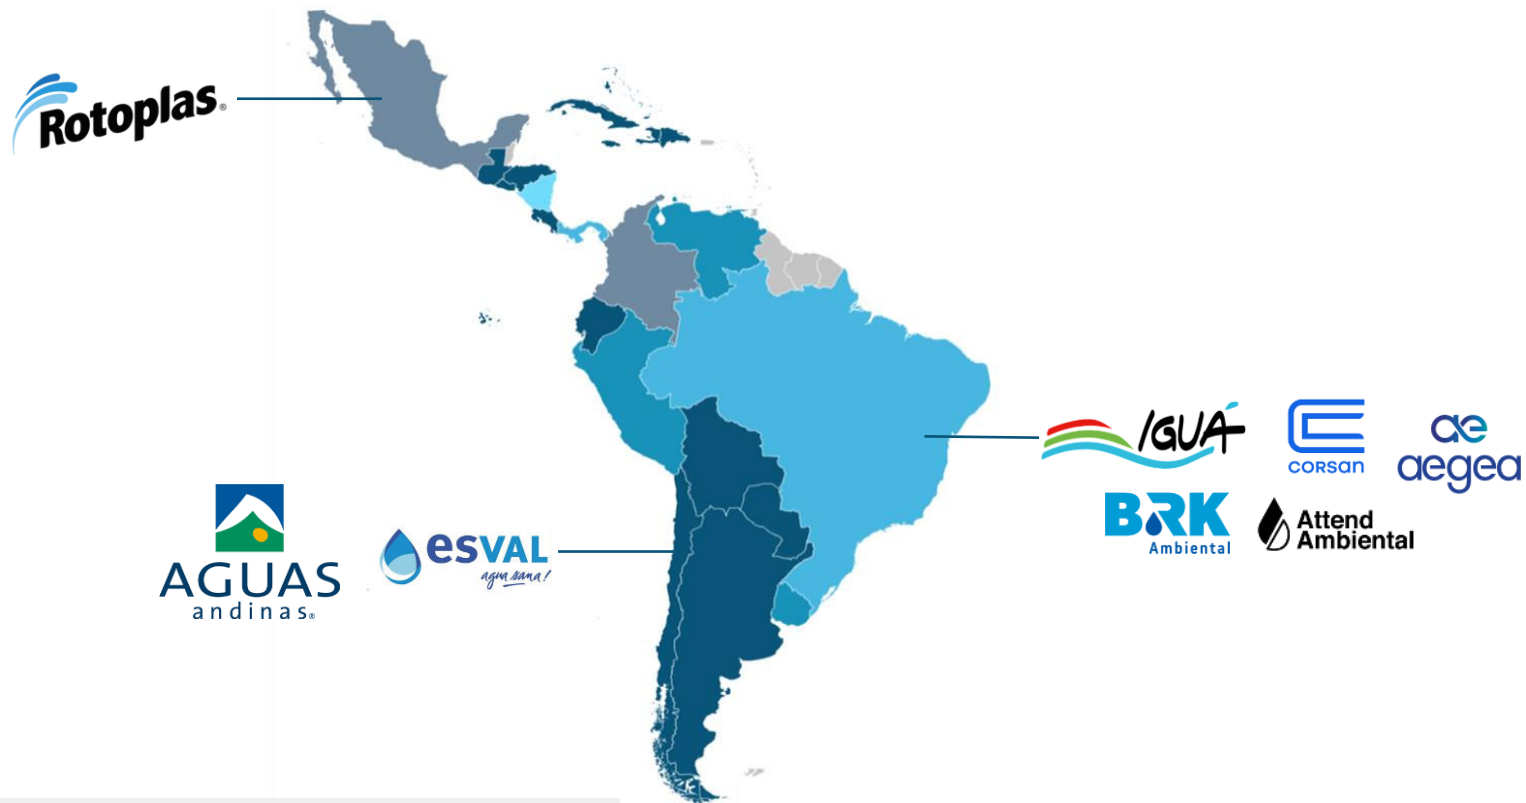 Rotoplas®
IGUÁ
CORSAN
ae
aegea
BRK
Ambiental
Attend
Ambiental
AGUAS
andinas®
esVAL
agua sana!